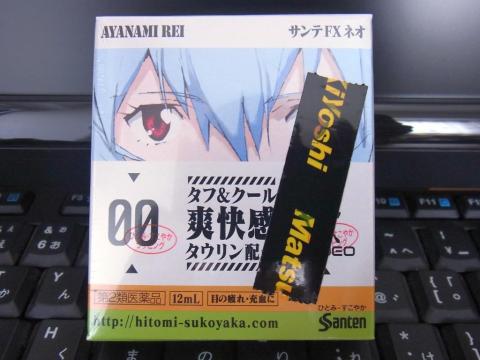 AYANAMI REI
サンテFXネオ
KiYoshi Matsu
00
タフ&クール
爽快感
タウリン配
第2類医薬品
12mL
目の疲れ・充血に
http://hitomi-sukoyaka.com
ひとみ・すこやか
Santen